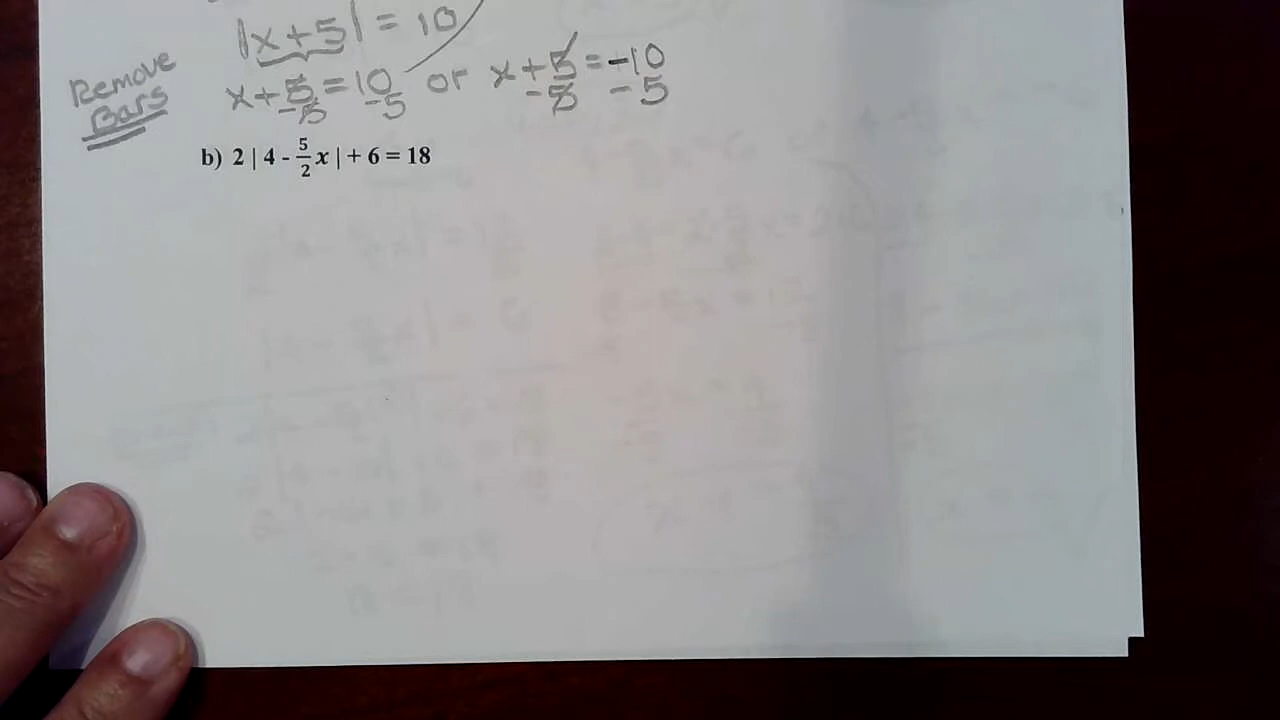 |x+5| = 10
Remove Bars
x+5=10 or x+5=-10
-5 -5 -5 -5
b) 2 | 4 - 5/2 x | + 6 = 18